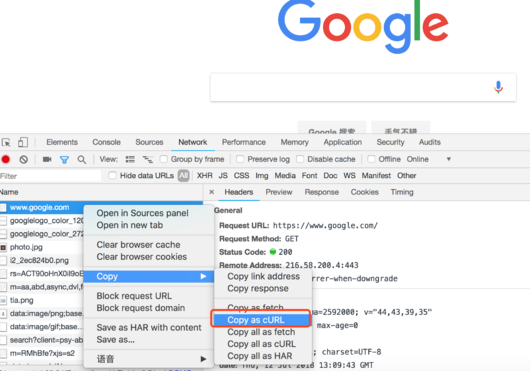 Google
Google 搜索
手气不错
Elements Console Sources Network Performance Memory Application Security Audits
View: Group by frame Preserve log Disable cache Offline Online
Filter Hide data URLs All XHR JS CSS Img Media Font Doc WS Manifest Other
Name
× Headers Preview Response Cookies Timing
www.google.com
googlelogo_color_120
googlelogo_color_272
photo.jpg
i2_2ec824b0.png
rs=ACT90oHnX0iI9oE
m=aa,abd,async,dvl,f
tia.png
data:image/png;base
data:image/gif;base...
search?client=psy-ab
m=RMhBfe?xjs=s2
Open in Sources panel
Open in new tab
Clear browser cache
Clear browser cookies
Copy
Block request URL
Block request domain
Save as HAR with content
Save as...
语音
General
Request URL: https://www.google.com/
Request Method: GET
Status Code: 200
Remote Address: 216.58.200.4:443
rrer-when-downgrade
Copy link address
Copy response
Copy as fetch
Copy as cURL
Copy all as fetch
Copy all as cURL
Copy all as HAR
ma=2592000; v="44,43,39,35"
max-age=0
; charset=UTF-8
date: Thu, 12 Jul 2018 13:09:43 GMT